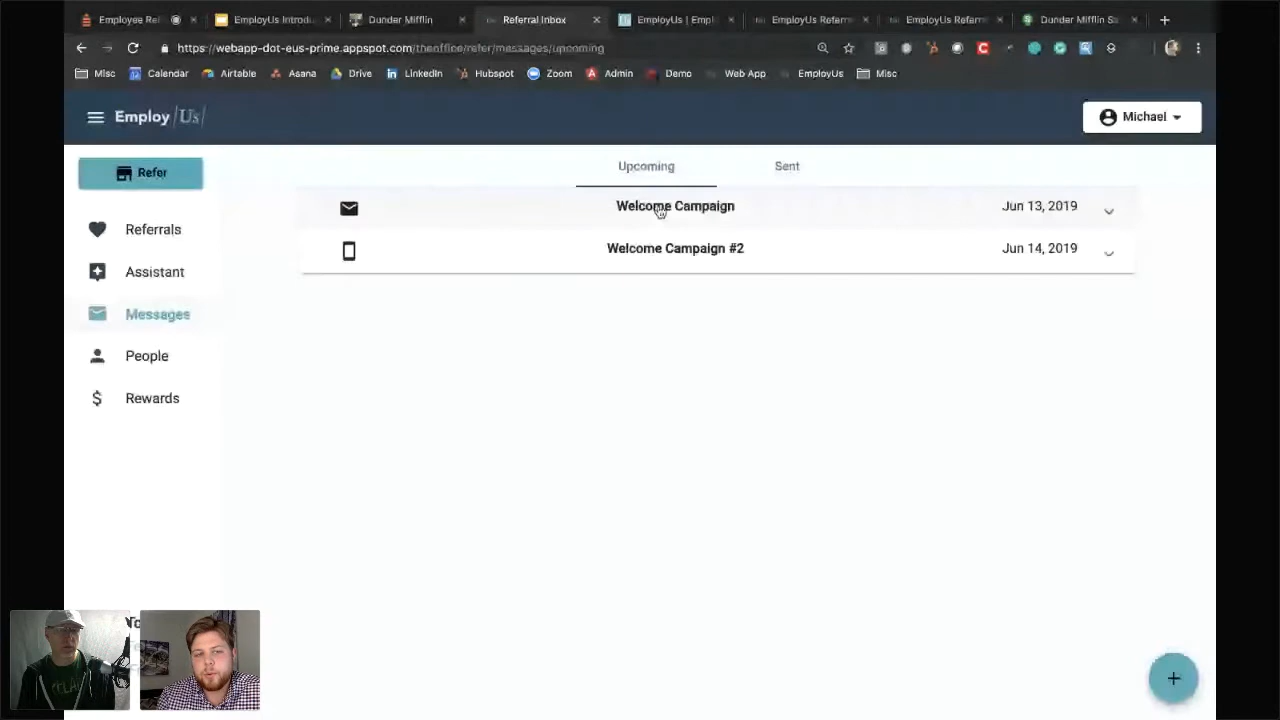 Employee Re
EmployUs Introdu
Dunder Mifflin
Referral Inbox
EmployUs | Empl
EmployUs Referr
EmployUs Referr
Dunder Mifflin Sa
https://webapp-dot-eus-prime.appspot.com/theoffice/refer/messages/upcoming
Misc
Calendar
Airtable
Asana
Drive
LinkedIn
Hubspot
Zoom
Admin
Demo
Web App
EmployUs
Misc
Employ/Us/
Michael
Refer
Upcoming
Sent
Welcome Campaign
Jun 13, 2019
Referrals
Welcome Campaign #2
Jun 14, 2019
Assistant
Messages
People
Rewards